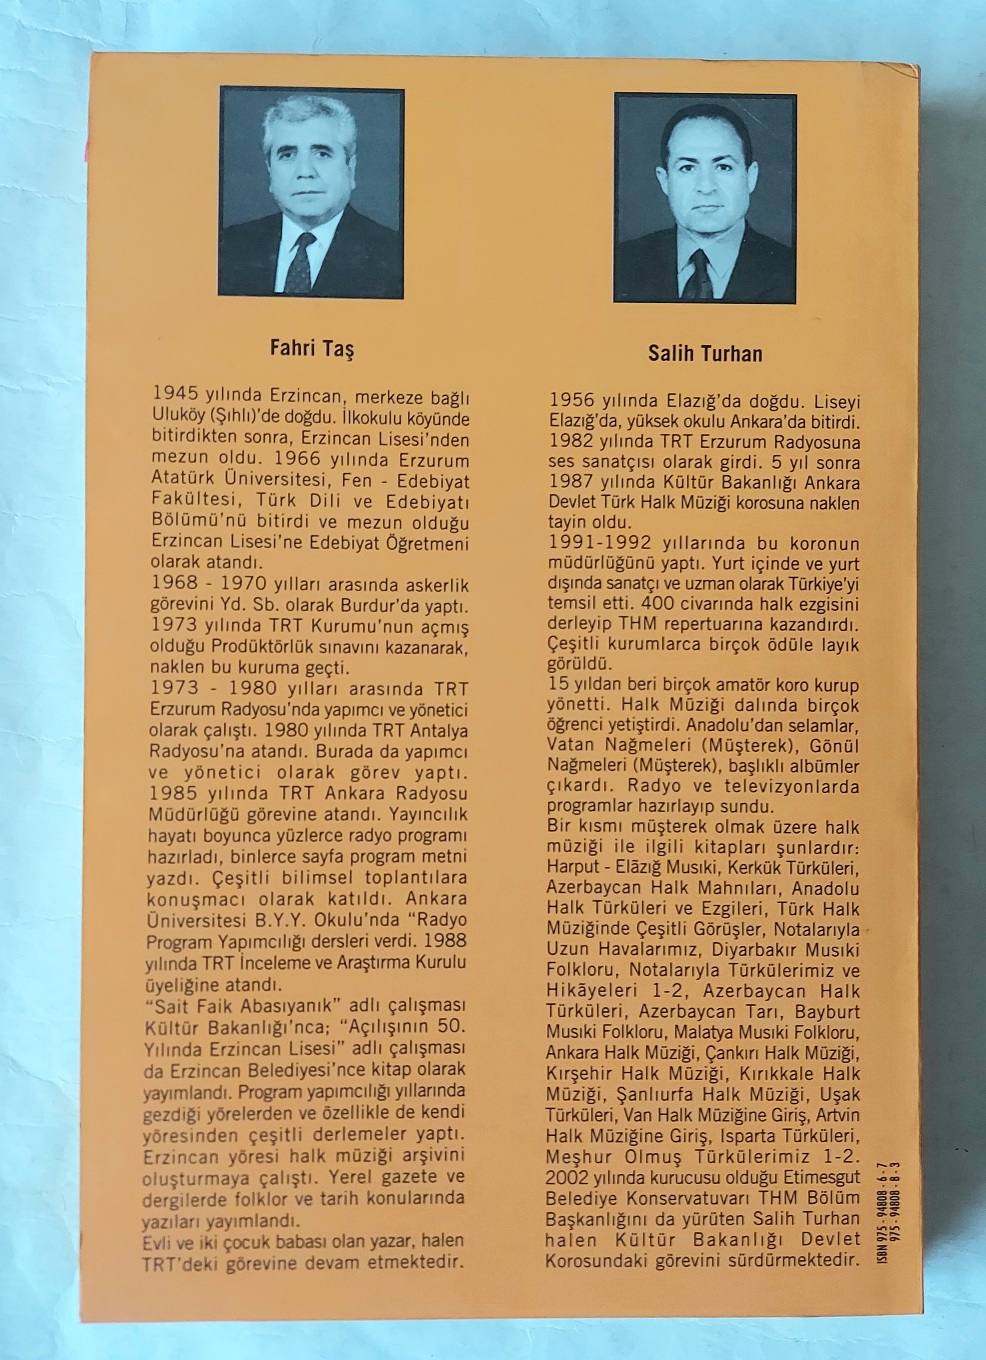 Fahri Taş
1945 yılında Erzincan, merkeze bağlı
Uluköy (Şıhlı)'de doğdu. İlkokulu köyünde
bitirdikten sonra, Erzincan Lisesi'nden
mezun oldu. 1966 yılında Erzurum
Atatürk Üniversitesi, Fen - Edebiyat
Fakültesi, Türk Dili ve Edebiyatı
Bölümü'nü bitirdi ve mezun olduğu
Erzincan Lisesi'ne Edebiyat Öğretmeni
olarak atandı.
1968 - 1970 yılları arasında askerlik
görevini Yd. Sb. olarak Burdur'da yaptı.
1973 yılında TRT Kurumu'nun açmış
olduğu Prodüktörlük sınavını kazanarak,
naklen bu kuruma geçti.
1973 - 1980 yılları arasında TRT
Erzurum Radyosu'nda yapımcı ve yönetici
olarak çalıştı. 1980 yılında TRT Antalya
Radyosu'na atandı. Burada da yapımcı
ve yönetici olarak görev yaptı.
1985 yılında TRT Ankara Radyosu
Müdürlüğü görevine atandı. Yayıncılık
hayatı boyunca yüzlerce radyo programı
hazırladı, binlerce sayfa program metni
yazdı. Çeşitli bilimsel toplantılara
konuşmacı olarak katıldı. Ankara
Üniversitesi B.Y.Y. Okulu'nda "Radyo
Program Yapımcılığı dersleri verdi. 1988
yılında TRT İnceleme ve Araştırma Kurulu
üyeliğine atandı.
"Sait Faik Abasıyanık" adlı çalışması
Kültür Bakanlığı'nca; "Açılışının 50.
Yılında Erzincan Lisesi" adlı çalışması
da Erzincan Belediyesi'nce kitap olarak
yayımlandı. Program yapımcılığı yıllarında
gezdiği yörelerden ve özellikle de kendi
yöresinden çeşitli derlemeler yaptı.
Erzincan yöresi halk müziği arşivini
oluşturmaya çalıştı. Yerel gazete ve
dergilerde folklor ve tarih konularında
yazıları yayımlandı.
Evli ve iki çocuk babası olan yazar, halen
TRT'deki görevine devam etmektedir.
Salih Turhan
1956 yılında Elazığ'da doğdu. Liseyi
Elazığ'da, yüksek okulu Ankara'da bitirdi.
1982 yılında TRT Erzurum Radyosuna
ses sanatçısı olarak girdi. 5 yıl sonra
1987 yılında Kültür Bakanlığı Ankara
Devlet Türk Halk Müziği korosuna naklen
tayin oldu.
1991-1992 yıllarında bu koronun
müdürlüğünü yaptı. Yurt içinde ve yurt
dışında sanatçı ve uzman olarak Türkiye'yi
temsil etti. 400 civarında halk ezgisini
derleyip THM repertuarına kazandırdı.
Çeşitli kurumlarca birçok ödüle layık
görüldü.
15 yıldan beri birçok amatör koro kurup
yönetti. Halk Müziği dalında birçok
öğrenci yetiştirdi. Anadolu'dan selamlar,
Vatan Nağmeleri (Müşterek), Gönül
Nağmeleri (Müşterek), başlıklı albümler
çıkardı. Radyo ve televizyonlarda
programlar hazırlayıp sundu.
Bir kısmı müşterek olmak üzere halk
müziği ile ilgili kitapları şunlardır:
Harput - Elâzığ Musıki, Kerkük Türküleri,
Azerbaycan Halk Mahnıları, Anadolu
Halk Türküleri ve Ezgileri, Türk Halk
Müziğinde Çeşitli Görüşler, Notalarıyla
Uzun Havalarımız, Diyarbakır Musıki
Folkloru, Notalarıyla Türkülerimiz ve
Hikâyeleri 1-2, Azerbaycan Halk
Türküleri, Azerbaycan Tarı, Bayburt
Musıki Folkloru, Malatya Musıki Folkloru,
Ankara Halk Müziği, Çankırı Halk Müziği,
Kırşehir Halk Müziği, Kırıkkale Halk
Müziği, Şanlıurfa Halk Müziği, Uşak
Türküleri, Van Halk Müziğine Giriş, Artvin
Halk Müziğine Giriş, Isparta Türküleri,
Meşhur Olmuş Türkülerimiz 1-2.
2002 yılında kurucusu olduğu Etimesgut
Belediye Konservatuvarı THM Bölüm
Başkanlığını da yürüten Salih Turhan
halen Kültür Bakanlığı Devlet
Korosundaki görevini sürdürmektedir.
ISBN 975 - 94808 - 6 - 7
975 - 94808 - 8 - 3